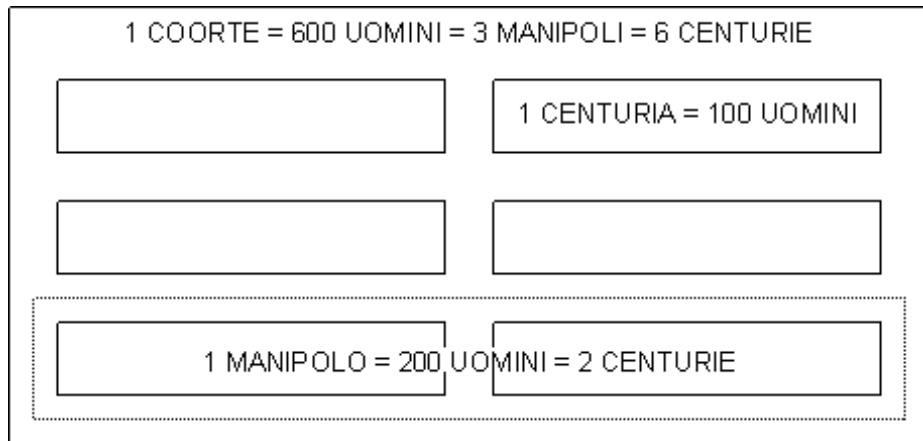 1 COORTE = 600 UOMINI = 3 MANIPOLI = 6 CENTURIE
1 CENTURIA = 100 UOMINI
1 MANIPOLO = 200 UOMINI = 2 CENTURIE